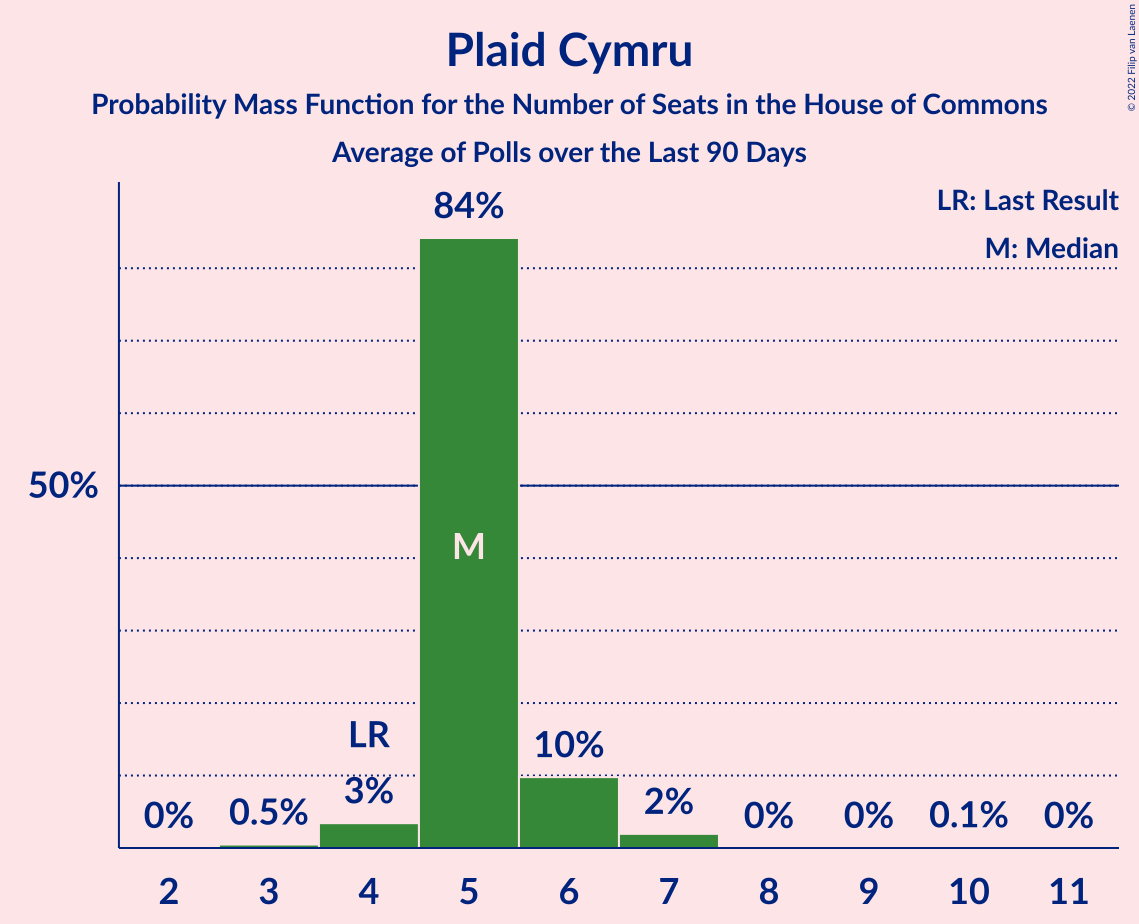 Plaid Cymru
Probability Mass Function for the Number of Seats in the House of Commons
Average of Polls over the Last 90 Days
© 2022 Filip van Laenen
LR: Last Result
M: Median
84%
50%
M
LR
10%
3%
2%
0%
0.5%
0%
0%
0.1%
0%
2 3 4 5 6 7 8 9 10 11